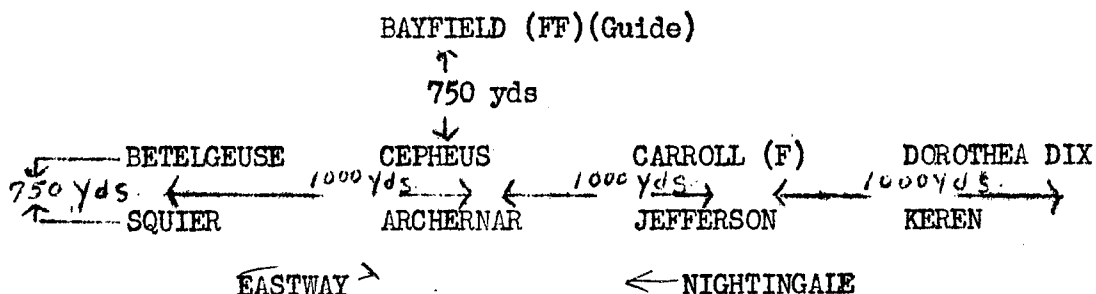 BAYFIELD (FF)(Guide)
750 yds
BETELGEUSE CEPHEUS CARROLL (F) DOROTHEA DIX
750 yds. 1000 yds. 1000 yds. 1000 yds.
SQUIER ARCHERNAR JEFFERSON KEREN
EASTWAY NIGHTINGALE